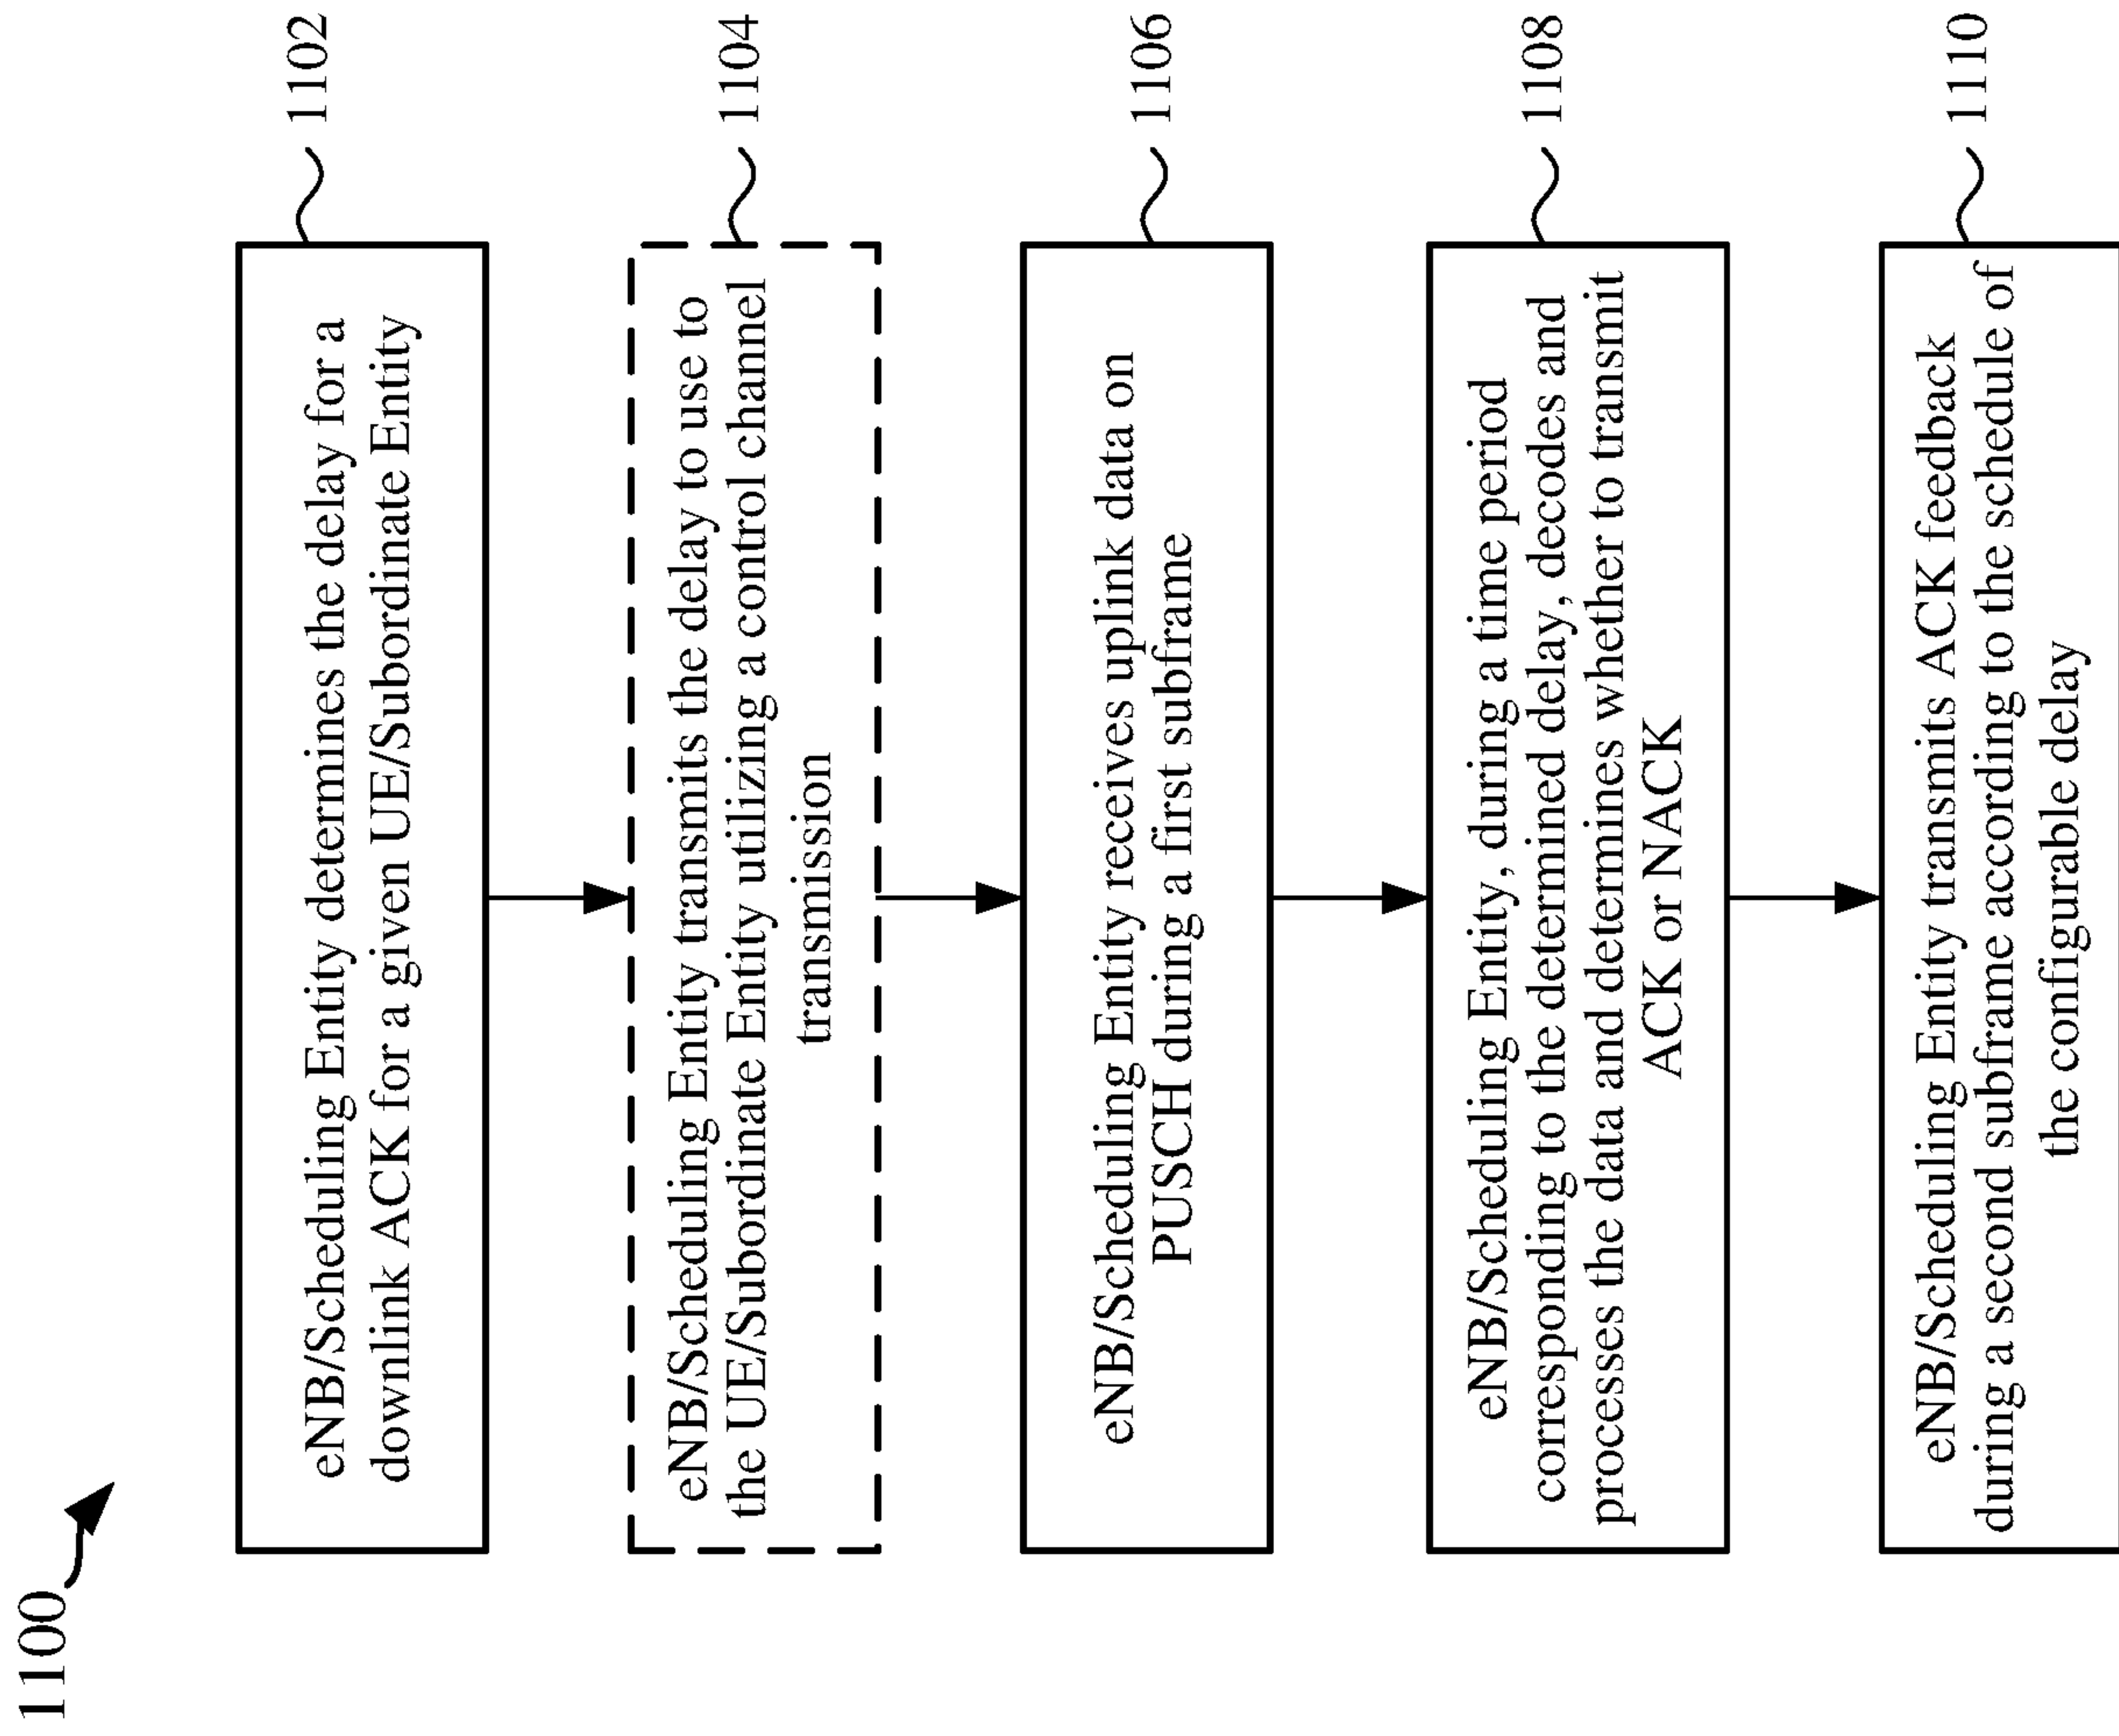 1100
eNB/Scheduling Entity determines the delay for a
downlink ACK for a given UE/Subordinate Entity
1102
eNB/Scheduling Entity transmits the delay to use to
the UE/Subordinate Entity utilizing a control channel
transmission
1104
eNB/Scheduling Entity receives uplink data on
PUSCH during a first subframe
1106
eNB/Scheduling Entity, during a time period
corresponding to the determined delay, decodes and
processes the data and determines whether to transmit
ACK or NACK
1108
eNB/Scheduling Entity transmits ACK feedback
during a second subframe according to the schedule of
the configurable delay
1110